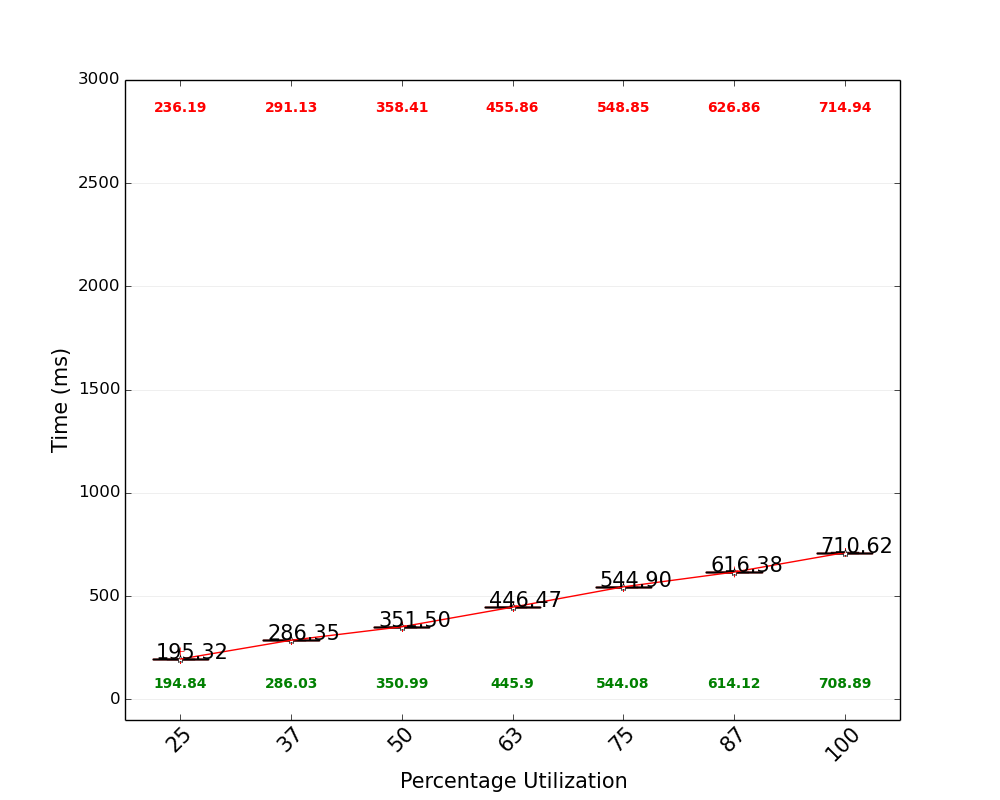 3000
236.19 291.13 358.41 455.86 548.85 626.86 714.94
2500
2000
Time (ms)
1500
1000
500
195.32 286.35 351.50 446.47 544.90 616.38 710.62
194.84 286.03 350.99 445.9 544.08 614.12 708.89
0
25 37 50 63 75 87 100
Percentage Utilization